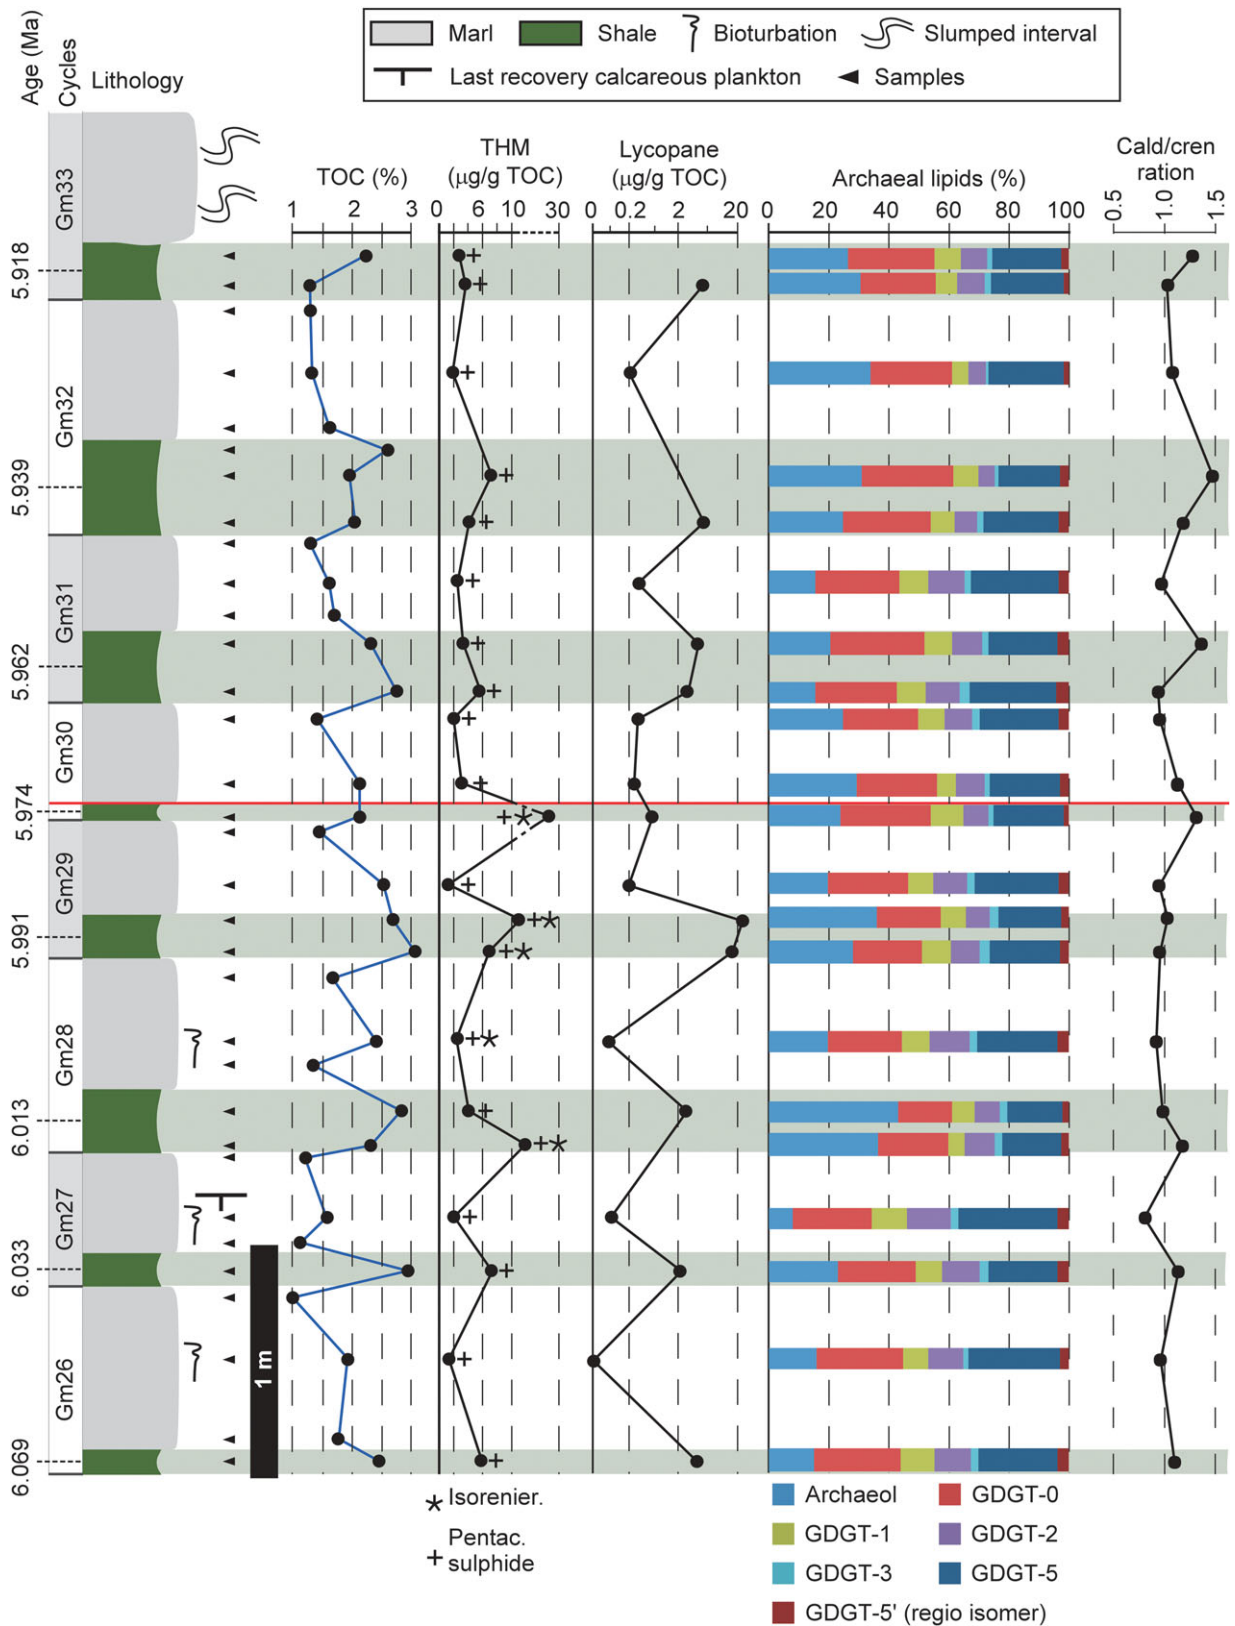 Marl
Shale
Bioturbation
Slumped interval
Last recovery calcareous plankton
Samples
Age (Ma)
Cycles
Lithology
TOC (%)
1 2 3
THM
(µg/g TOC)
0 6 10 30
Lycopane
(µg/g TOC)
0 0.2 2 20
Archaeal lipids (%)
0 20 40 60 80 100
Cald/cren
ration
0.5 1.0 1.5
Gm33
5.918
Gm32
5.939
Gm31
5.962
Gm30
5.974
Gm29
5.991
Gm28
6.013
Gm27
6.033
Gm26
6.069
1 m
Isorenier.
Pentac.
sulphide
Archaeol
GDGT-0
GDGT-1
GDGT-2
GDGT-3
GDGT-5
GDGT-5' (regio isomer)